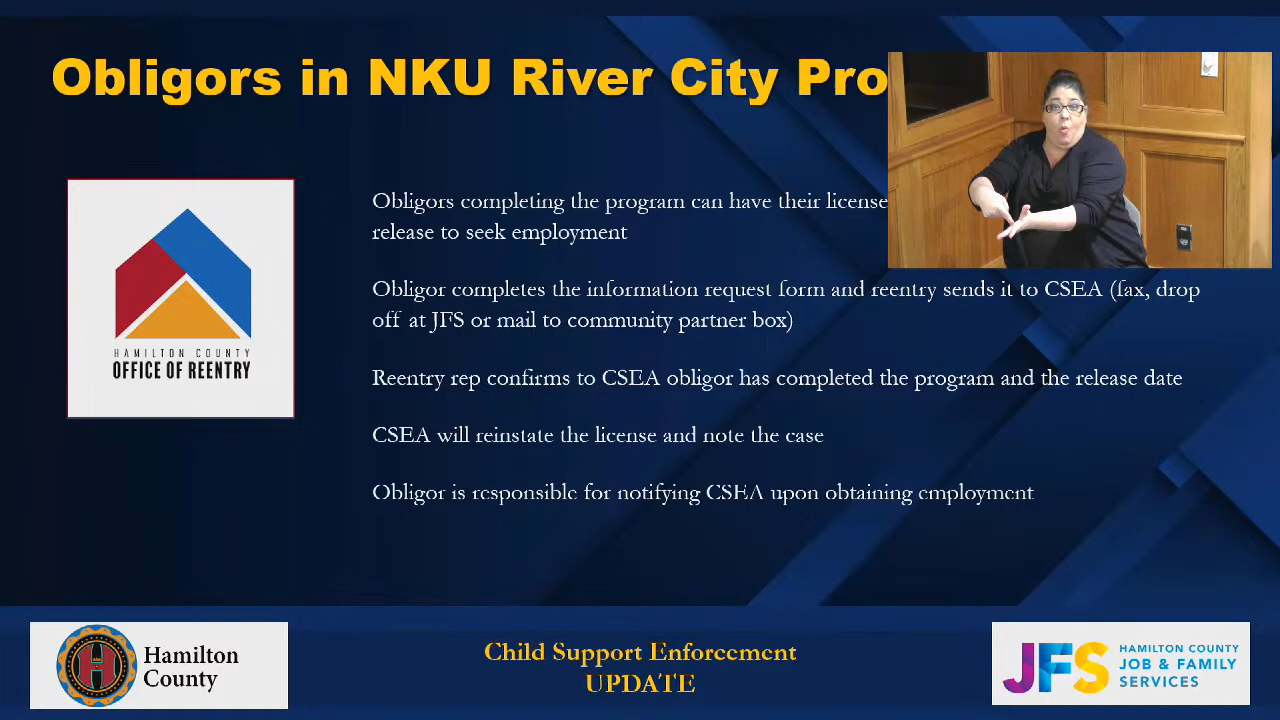 Obligors in NKU River City Pro
Obligors completing the program can have their license
release to seek employment
Obligor completes the information request form and reentry sends it to CSEA (fax, drop
off at JFS or mail to community partner box)
Reentry rep confirms to CSEA obligor has completed the program and the release date
CSEA will reinstate the license and note the case
Obligor is responsible for notifying CSEA upon obtaining employment
HAMILTON COUNTY
OFFICE OF REENTRY
Hamilton
County
Child Support Enforcement
UPDATE
JFS
HAMILTON COUNTY
JOB & FAMILY
SERVICES